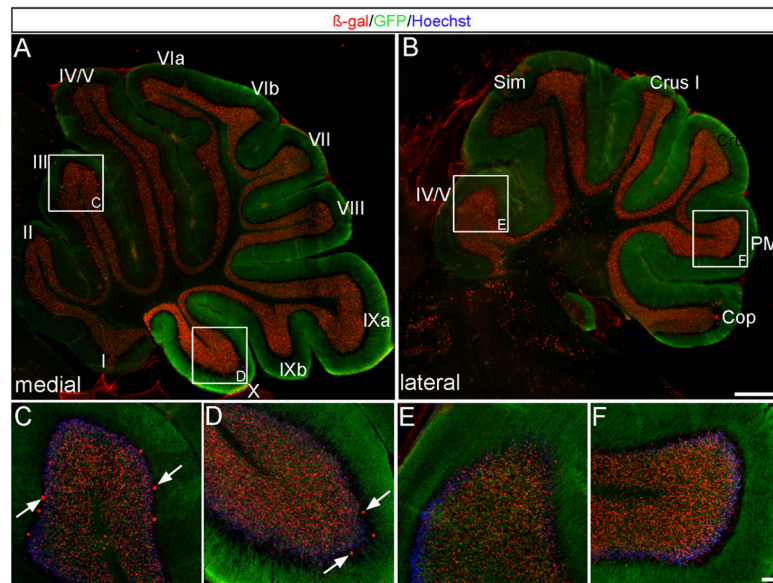 ß-gal/GFP/Hoechst
A
B
VIa
IV/V
VIb
VII
III
C
VIII
II
IXa
D
IXb
I
X
medial
Sim
Crus I
Cru
IV/V
E
PM
F
Cop
lateral
C
D
E
F